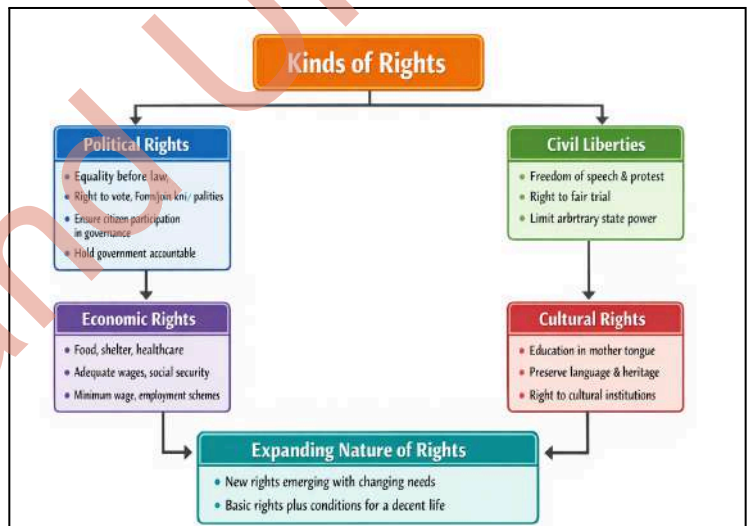 Kinds of Rights
Political Rights
• Equality before law,
• Right to vote, Form/join kni/ palities
• Ensure citizen participation
in governance
• Hold government accountable
Civil Liberties
• Freedom of speech & protest
• Right to fair trial
• Limit arbrtrary state power
Economic Rights
• Food, shelter, healthcare
• Adequate wages, social security
• Minimum wage, employment schemes
Cultural Rights
• Education in mother tongue
• Preserve language & heritage
• Right to cultural institutions
Expanding Nature of Rights
• New rights emerging with changing needs
• Basic rights plus conditions for a decent life